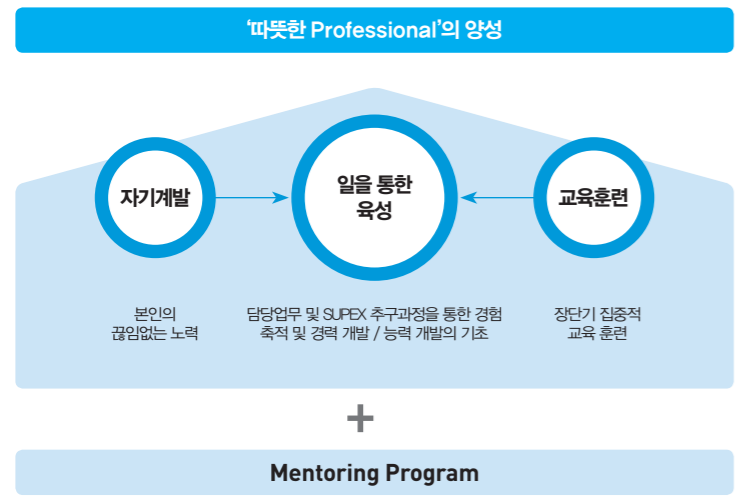 ‘따뜻한 Professional’의 양성
자기계발
일을 통한
육성
교육훈련
본인의
끊임없는 노력
담당업무 및 SUPEX 추구과정을 통한 경험
축적 및 경력 개발 / 능력 개발의 기초
장단기 집중적
교육 훈련
+
Mentoring Program